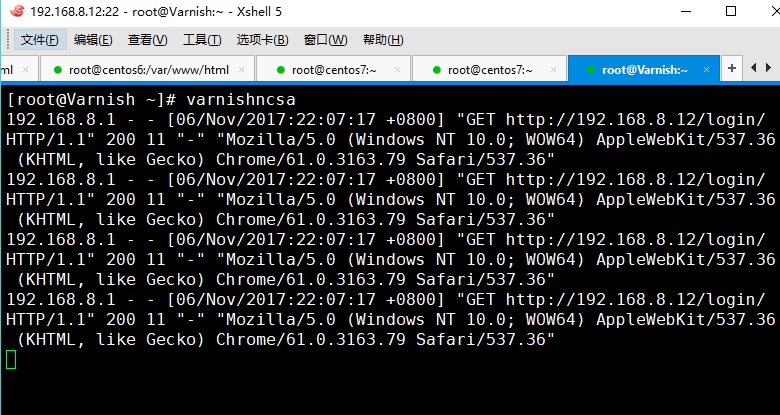 192.168.8.12:22 - root@Varnish:~ - Xshell 5
文件(F) 编辑(E) 查看(V) 工具(T) 选项卡(B) 窗口(W) 帮助(H)
ml root@centos6:/var/www/html root@centos7:~ root@centos7:~ root@Varnish:~
[root@Varnish ~]# varnishncsa
192.168.8.1 - - [06/Nov/2017:22:07:17 +0800] "GET http://192.168.8.12/login/
HTTP/1.1" 200 11 "-" "Mozilla/5.0 (Windows NT 10.0; WOW64) AppleWebKit/537.36
(KHTML, like Gecko) Chrome/61.0.3163.79 Safari/537.36"
192.168.8.1 - - [06/Nov/2017:22:07:17 +0800] "GET http://192.168.8.12/login/
HTTP/1.1" 200 11 "-" "Mozilla/5.0 (Windows NT 10.0; WOW64) AppleWebKit/537.36
(KHTML, like Gecko) Chrome/61.0.3163.79 Safari/537.36"
192.168.8.1 - - [06/Nov/2017:22:07:17 +0800] "GET http://192.168.8.12/login/
HTTP/1.1" 200 11 "-" "Mozilla/5.0 (Windows NT 10.0; WOW64) AppleWebKit/537.36
(KHTML, like Gecko) Chrome/61.0.3163.79 Safari/537.36"
192.168.8.1 - - [06/Nov/2017:22:07:17 +0800] "GET http://192.168.8.12/login/
HTTP/1.1" 200 11 "-" "Mozilla/5.0 (Windows NT 10.0; WOW64) AppleWebKit/537.36
(KHTML, like Gecko) Chrome/61.0.3163.79 Safari/537.36"